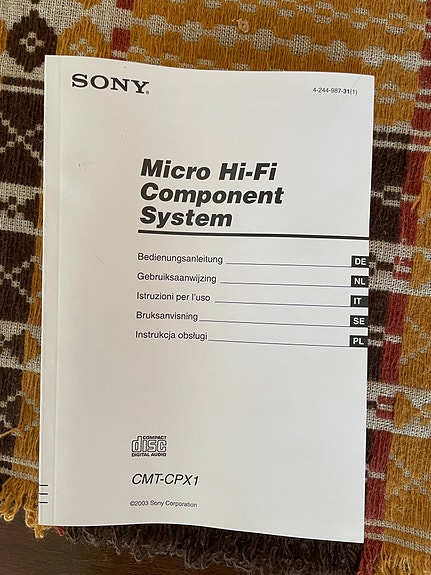 SONY®
4-244-987-31(1)
Micro Hi-Fi
Component
System
Bedienungsanleitung DE
Gebruiksaanwijzing NL
Istruzioni per l'uso IT
Bruksanvisning SE
Instrukcja obsługi PL
COMPACT
disc
DIGITAL AUDIO
CMT-CPX1
©2003 Sony Corporation